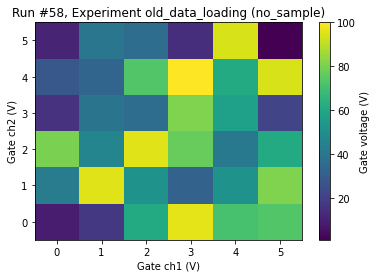 Run #58, Experiment old_data_loading (no_sample)
Gate ch2 (V)
5
4
3
2
1
0
0 1 2 3 4 5
Gate ch1 (V)
100
80
60
40
20
Gate voltage (V)